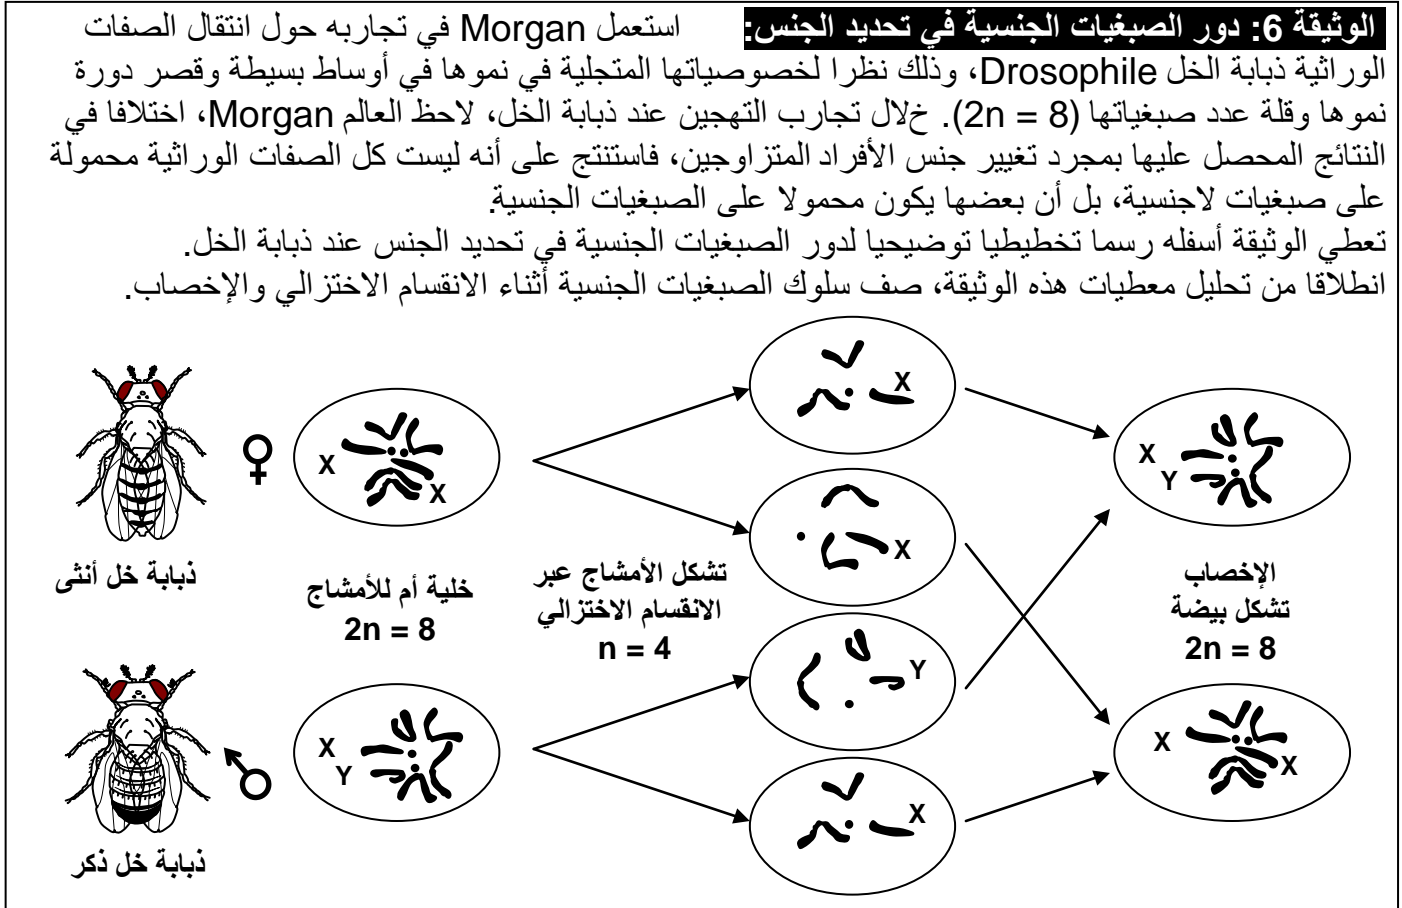 الوثيقة 6: دور الصبغيات الجنسية في تحديد الجنس: استعمل Morgan في تجاربه حول انتقال الصفات
الوراثية ذبابة الخل Drosophile، وذلك نظرا لخصوصياتها المتجلية في نموها في أوساط بسيطة وقصر دورة
نموها وقلة عدد صبغياتها (2n = 8). خلال تجارب التهجين عند ذبابة الخل، لاحظ العالم Morgan، اختلافا في
النتائج المحصل عليها بمجرد تغيير جنس الأفراد المتزاوجين، فاستنتج على أنه ليست كل الصفات الوراثية محمولة
على صبغيات لاجنسية، بل أن بعضها يكون محمولا على الصبغيات الجنسية.
تعطي الوثيقة أسفله رسما تخطيطيا توضيحيا لدور الصبغيات الجنسية في تحديد الجنس عند ذبابة الخل.
انطلاقا من تحليل معطيات هذه الوثيقة، صف سلوك الصبغيات الجنسية أثناء الانقسام الاختزالي والإخصاب.
♀
X
X
X
X
X
Y
ذبابة خل أنثى
خلية أم للأمشاج
2n = 8
تشكل الأمشاج عبر
الانقسام الاختزالي
n = 4
الإخصاب
تشكل بيضة
2n = 8
♂
X
Y
Y
X
X
X
ذبابة خل ذكر